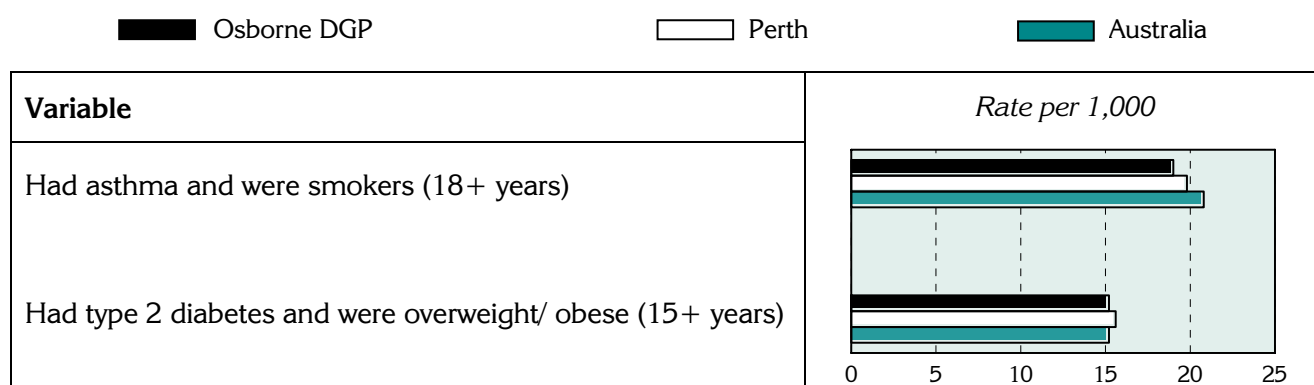 Osborne DGP Perth Australia
Variable Rate per 1,000
Had asthma and were smokers (18+ years)
Had type 2 diabetes and were overweight/ obese (15+ years)
0 5 10 15 20 25